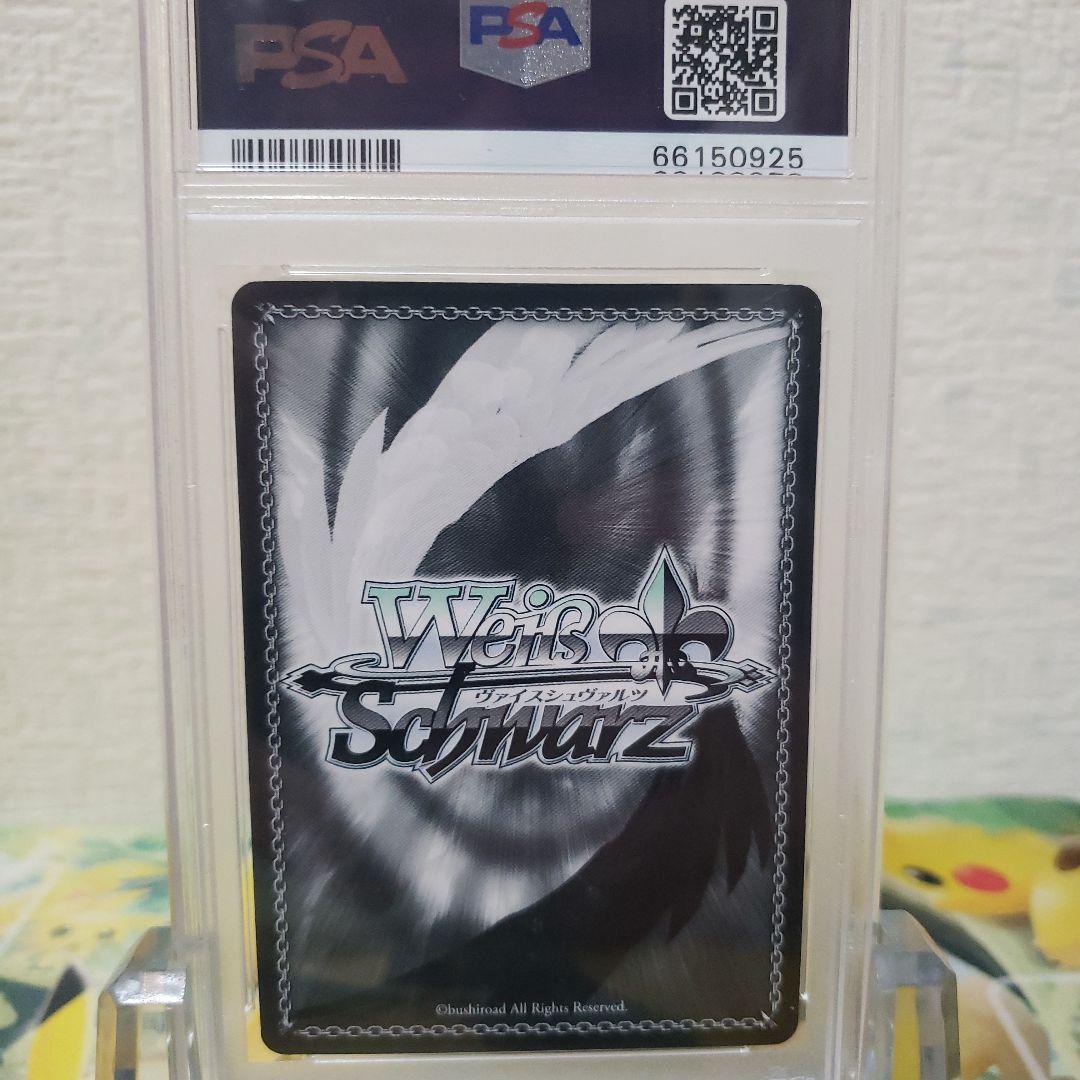 PSA
PSA
66150925
Weiß
ヴァイスシュヴァルツ
Schwarz
©bushiroad All Rights Reserved.